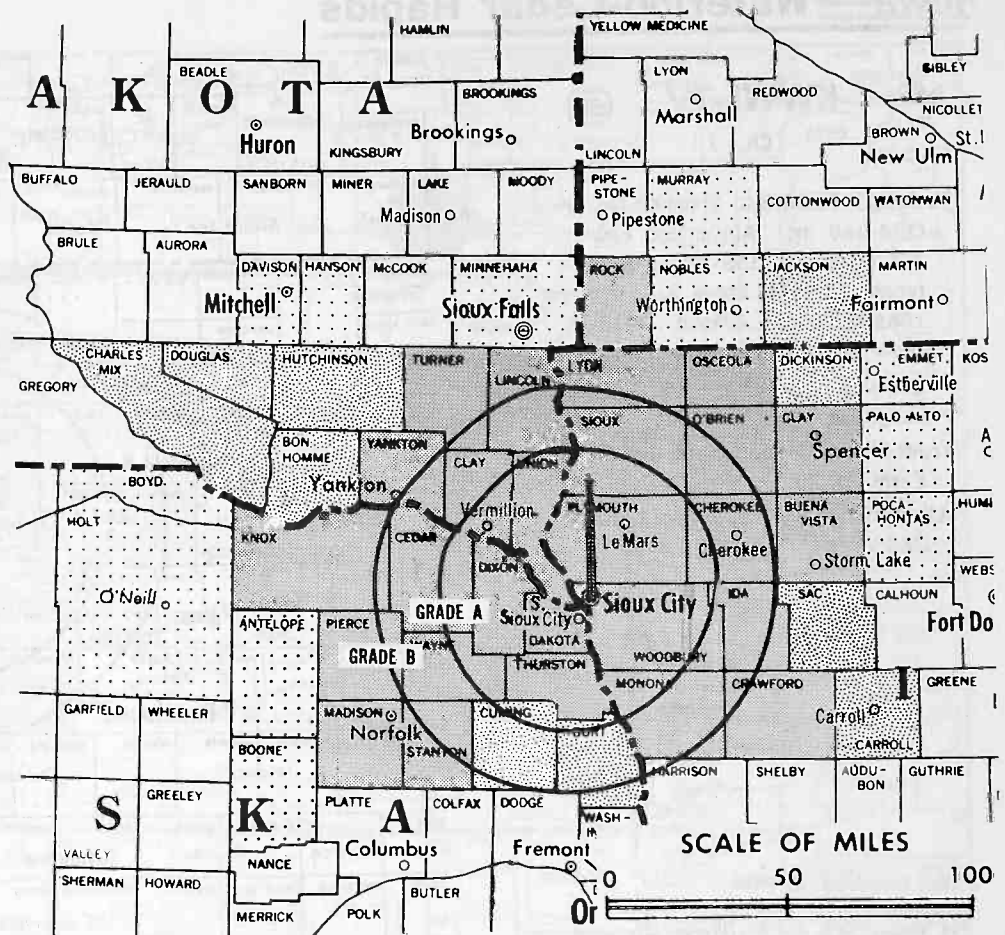 HAMLIN
YELLOW MEDICINE
BEADLE
LYON
SIBLEY
A K O T A
BROOKINGS
REDWOOD
Marshall
NICOLLET
Huron
Brookings
BROWN
KINGSBURY
LINCOLN
New Ulm
BUFFALO
JERAULD
SANBORN
MINER
LAKE
MOODY
PIPE-
STONE
MURRAY
COTTONWOOD
WATONWAN
Madison
Pipestone
BRULE
AURORA
DAVISON
HANSON
McCOOK
MINNEHAHA
ROCK
NOBLES
JACKSON
MARTIN
Mitchell
Sioux Falls
Worthington
Fairmont
CHARLES
MIX
DOUGLAS
HUTCHINSON
TURNER
LINCOLN
LYON
OSCEOLA
DICKINSON
EMMET
KOS
GREGORY
Estherville
SIOUX
O'BRIEN
CLAY
PALO ALTO
BON
HOMME
YANKTON
CLAY
UNION
Spencer
BOYD
Yankton
HOLT
Vermillion
PLYMOUTH
CHEROKEE
BUENA
VISTA
POCA-
HONTAS
HUM
KNOX
CEDAR
Le Mars
Cherokee
DIXON
Storm Lake
WEBS
O'Neill
GRADE A
S.
Sioux City
Sioux City
IDA
SAC
CALHOUN
Fort Do
ANTELOPE
PIERCE
WAYNE
DAKOTA
GRADE B
THURSTON
WOODBURY
MONONA
CRAWFORD
I
GREENE
GARFIELD
WHEELER
MADISON
Norfolk
CUMING
BURT
Carroll
STANTON
CARROLL
BOONE
HARRISON
SHELBY
AUDU-
BON
GUTHRIE
GREELEY
PLATTE
COLFAX
DODGE
WASH-
S K A
SCALE OF MILES
VALLEY
NANCE
Columbus
Fremont
0 50 100
SHERMAN
HOWARD
BUTLER
Or
MERRICK
POLK